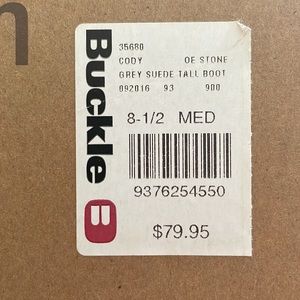 35680
CODY OE STONE
GREY SUEDE TALL BOOT
092016 93 900
8-1/2 MED
9376254550
$79.95
Buckle B